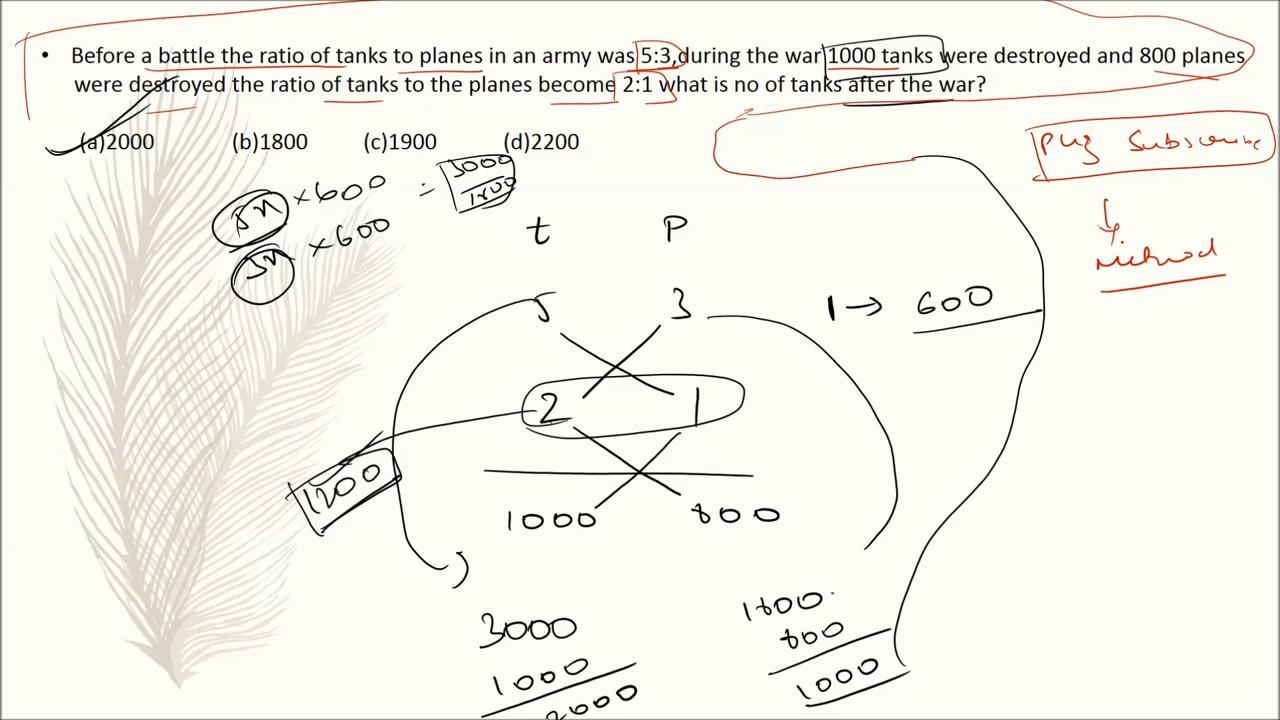 • Before a battle the ratio of tanks to planes in an army was 5:3,during the war 1000 tanks were destroyed and 800 planes
were destroyed the ratio of tanks to the planes become 2:1 what is no of tanks after the war?
(a)2000 (b)1800 (c)1900 (d)2200
Plz Subscribe
5x ×600 = 3000
1800
3x ×600
Method
t P
5 3
1 → 600
2 1
1200
1000 800
3000 1800
1000 800
2000 1000